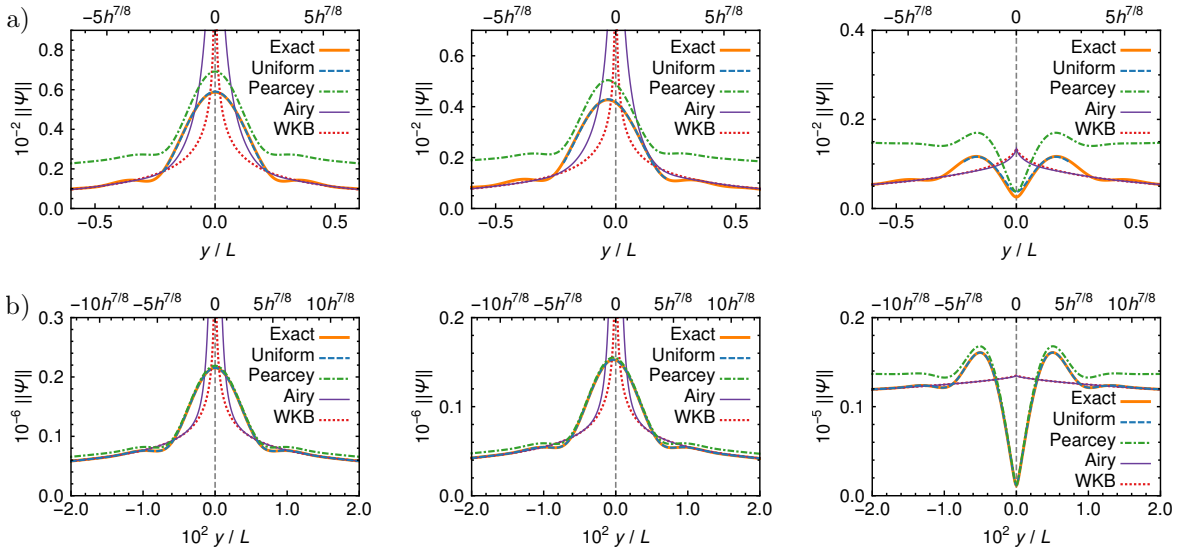 a)
−5h^{7/8} 0 5h^{7/8}
10^{−2} ||Ψ||
0.8
0.6
0.4
0.2
0.0
Exact
Uniform
Pearcey
Airy
WKB
−0.5 0.0 0.5
y / L
−5h^{7/8} 0 5h^{7/8}
10^{−2} ||Ψ||
0.6
0.4
0.2
0.0
Exact
Uniform
Pearcey
Airy
WKB
−0.5 0.0 0.5
y / L
−5h^{7/8} 0 5h^{7/8}
10^{−2} ||Ψ||
0.4
0.2
0.0
Exact
Uniform
Pearcey
Airy
WKB
−0.5 0.0 0.5
y / L
b)
−10h^{7/8} −5h^{7/8} 0 5h^{7/8} 10h^{7/8}
10^{−6} ||Ψ||
0.3
0.2
0.1
0.0
Exact
Uniform
Pearcey
Airy
WKB
−2.0 −1.0 0.0 1.0 2.0
10^2 y / L
−10h^{7/8} −5h^{7/8} 0 5h^{7/8} 10h^{7/8}
10^{−6} ||Ψ||
0.2
0.1
0.0
Exact
Uniform
Pearcey
Airy
WKB
−2.0 −1.0 0.0 1.0 2.0
10^2 y / L
−10h^{7/8} −5h^{7/8} 0 5h^{7/8} 10h^{7/8}
10^{−5} ||Ψ||
0.2
0.1
0.0
Exact
Uniform
Pearcey
Airy
WKB
−2.0 −1.0 0.0 1.0 2.0
10^2 y / L